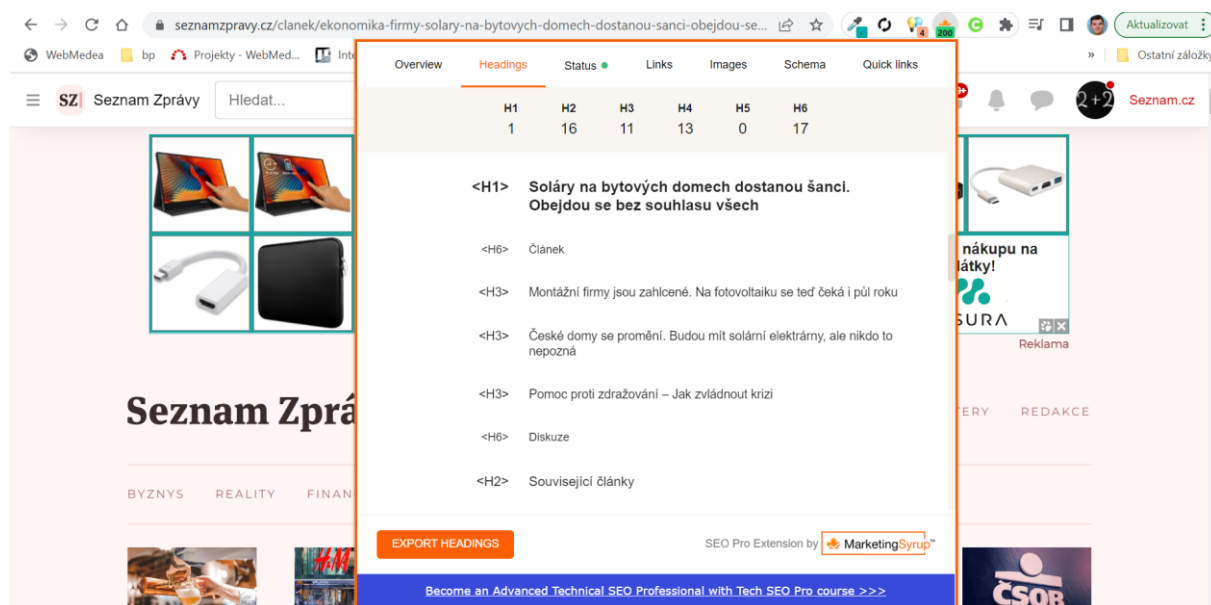 seznamzpravy.cz/clanek/ekonomika-firmy-solary-na-bytovych-domech-dostanou-sanci-obejdou-se...
4
200
Aktualizovat
WebMedea
bp
Projekty - WebMed...
»
Ostatní záložky
Overview
Headings
Status
Links
Images
Schema
Quick links
SZ
Seznam Zprávy
Hledat...
2+2
Seznam.cz
H1 H2 H3 H4 H5 H6
1 16 11 13 0 17
<H1> Soláry na bytových domech dostanou šanci.
Obejdou se bez souhlasu všech
<H6> Článek
nákupu na
<H3> Montážní firmy jsou zahlcené. Na fotovoltaiku se teď čeká i půl roku
<H3> České domy se promění. Budou mít solární elektrárny, ale nikdo to
nepozná
Reklama
<H3> Pomoc proti zdražování – Jak zvládnout krizi
Seznam Zprá
REDAKCE
<H6> Diskuze
<H2> Související články
BYZNYS
REALITY
FINAN
EXPORT HEADINGS
SEO Pro Extension by
MarketingSyrup
Become an Advanced Technical SEO Professional with Tech SEO Pro course >>>
H&M
ČSOB